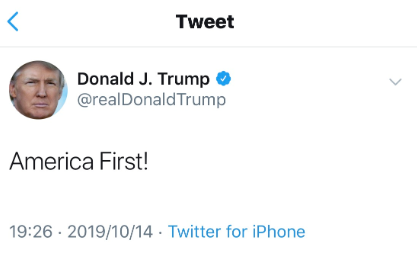 Tweet
Donald J. Trump
@realDonaldTrump
America First!
19:26 · 2019/10/14 · Twitter for iPhone